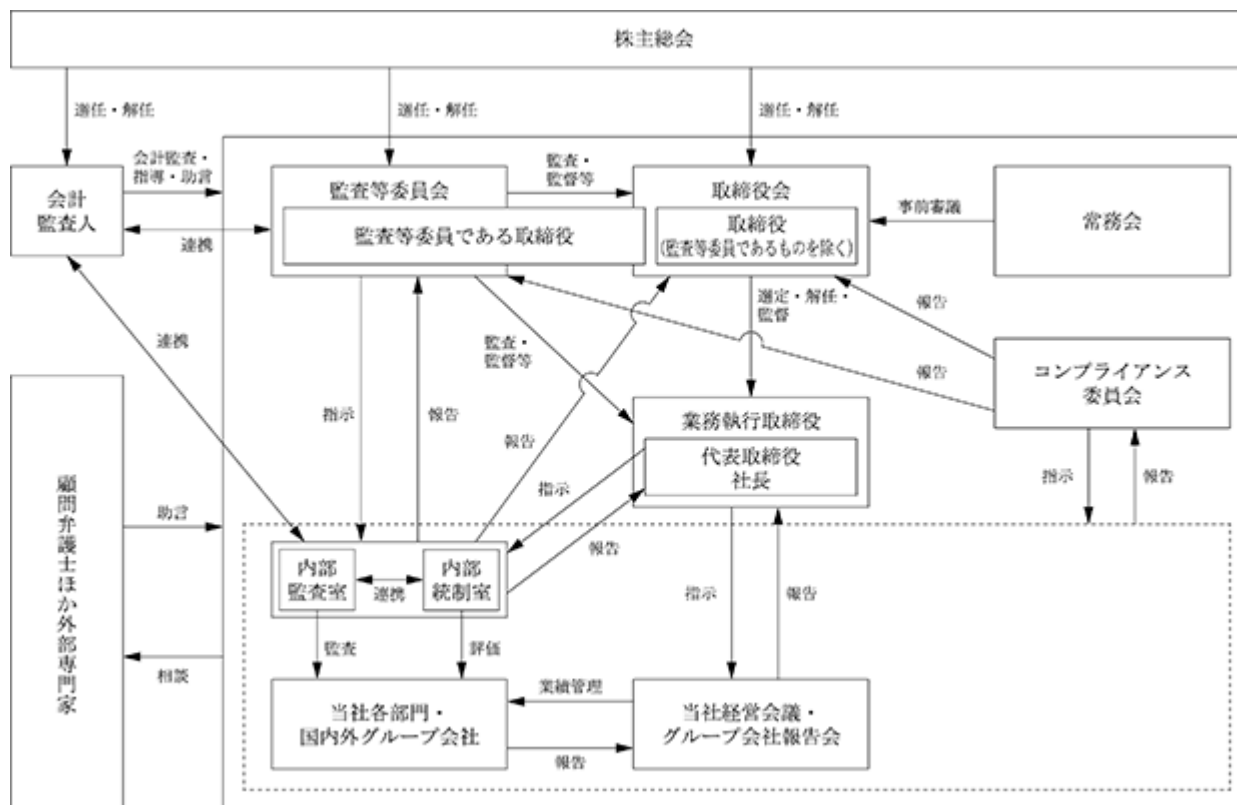 株主総会
選任・解任
選任・解任
選任・解任
会計
監査人
会計監査・
指導・助言
連携
監査等委員会
監査等委員である取締役
監査・
監督等
取締役会
取締役
(監査等委員であるものを除く)
事前審議
常務会
連携
指示
報告
監査・
監督等
報告
選定・解任・
監督
報告
報告
コンプライアンス
委員会
業務執行取締役
代表取締役
社長
指示
報告
指示
報告
顧問弁護士ほか外部専門家
助言
相談
内部
監査室
連携
内部
統制室
監査
評価
指示
報告
当社各部門・
国内外グループ会社
業績管理
報告
当社経営会議・
グループ会社報告会